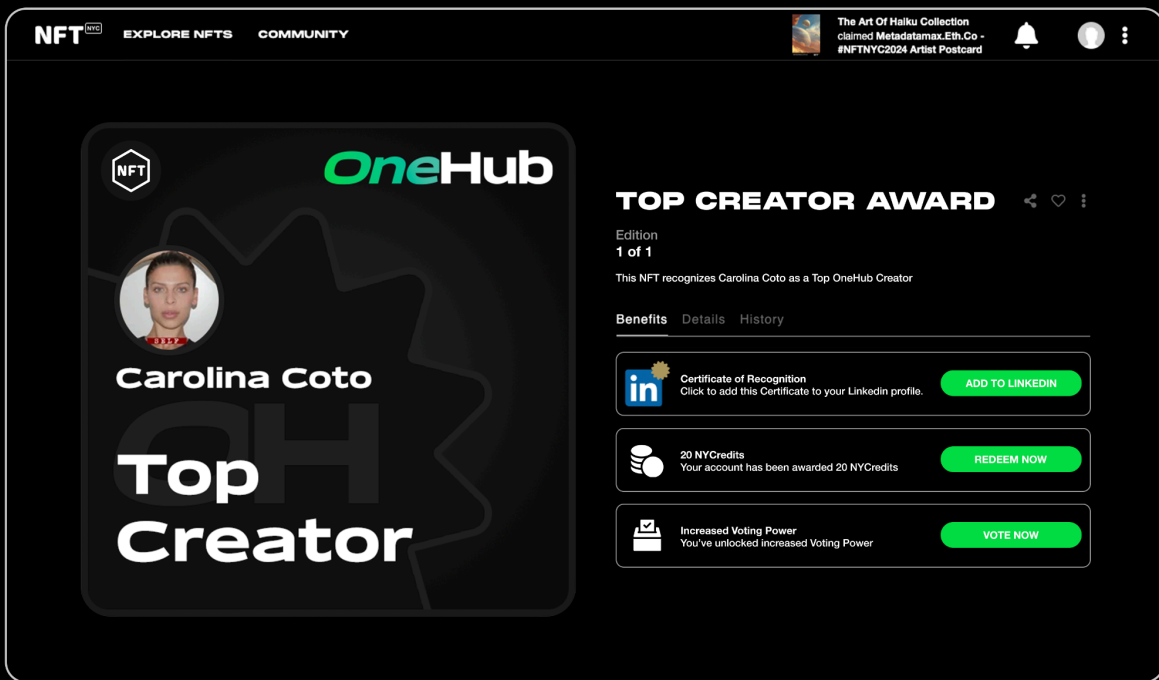 NFT NYC
EXPLORE NFTS
COMMUNITY
The Art Of Haiku Collection
claimed Metadatamax.Eth.Co -
#NFTNYC2024 Artist Postcard
NFT
OneHub
DELF
Carolina Coto
OH
Top
Creator
TOP CREATOR AWARD
Edition
1 of 1
This NFT recognizes Carolina Coto as a Top OneHub Creator
Benefits
Details
History
in
Certificate of Recognition
Click to add this Certificate to your Linkedin profile.
ADD TO LINKEDIN
20 NYCredits
Your account has been awarded 20 NYCredits
REDEEM NOW
Increased Voting Power
You've unlocked increased Voting Power
VOTE NOW